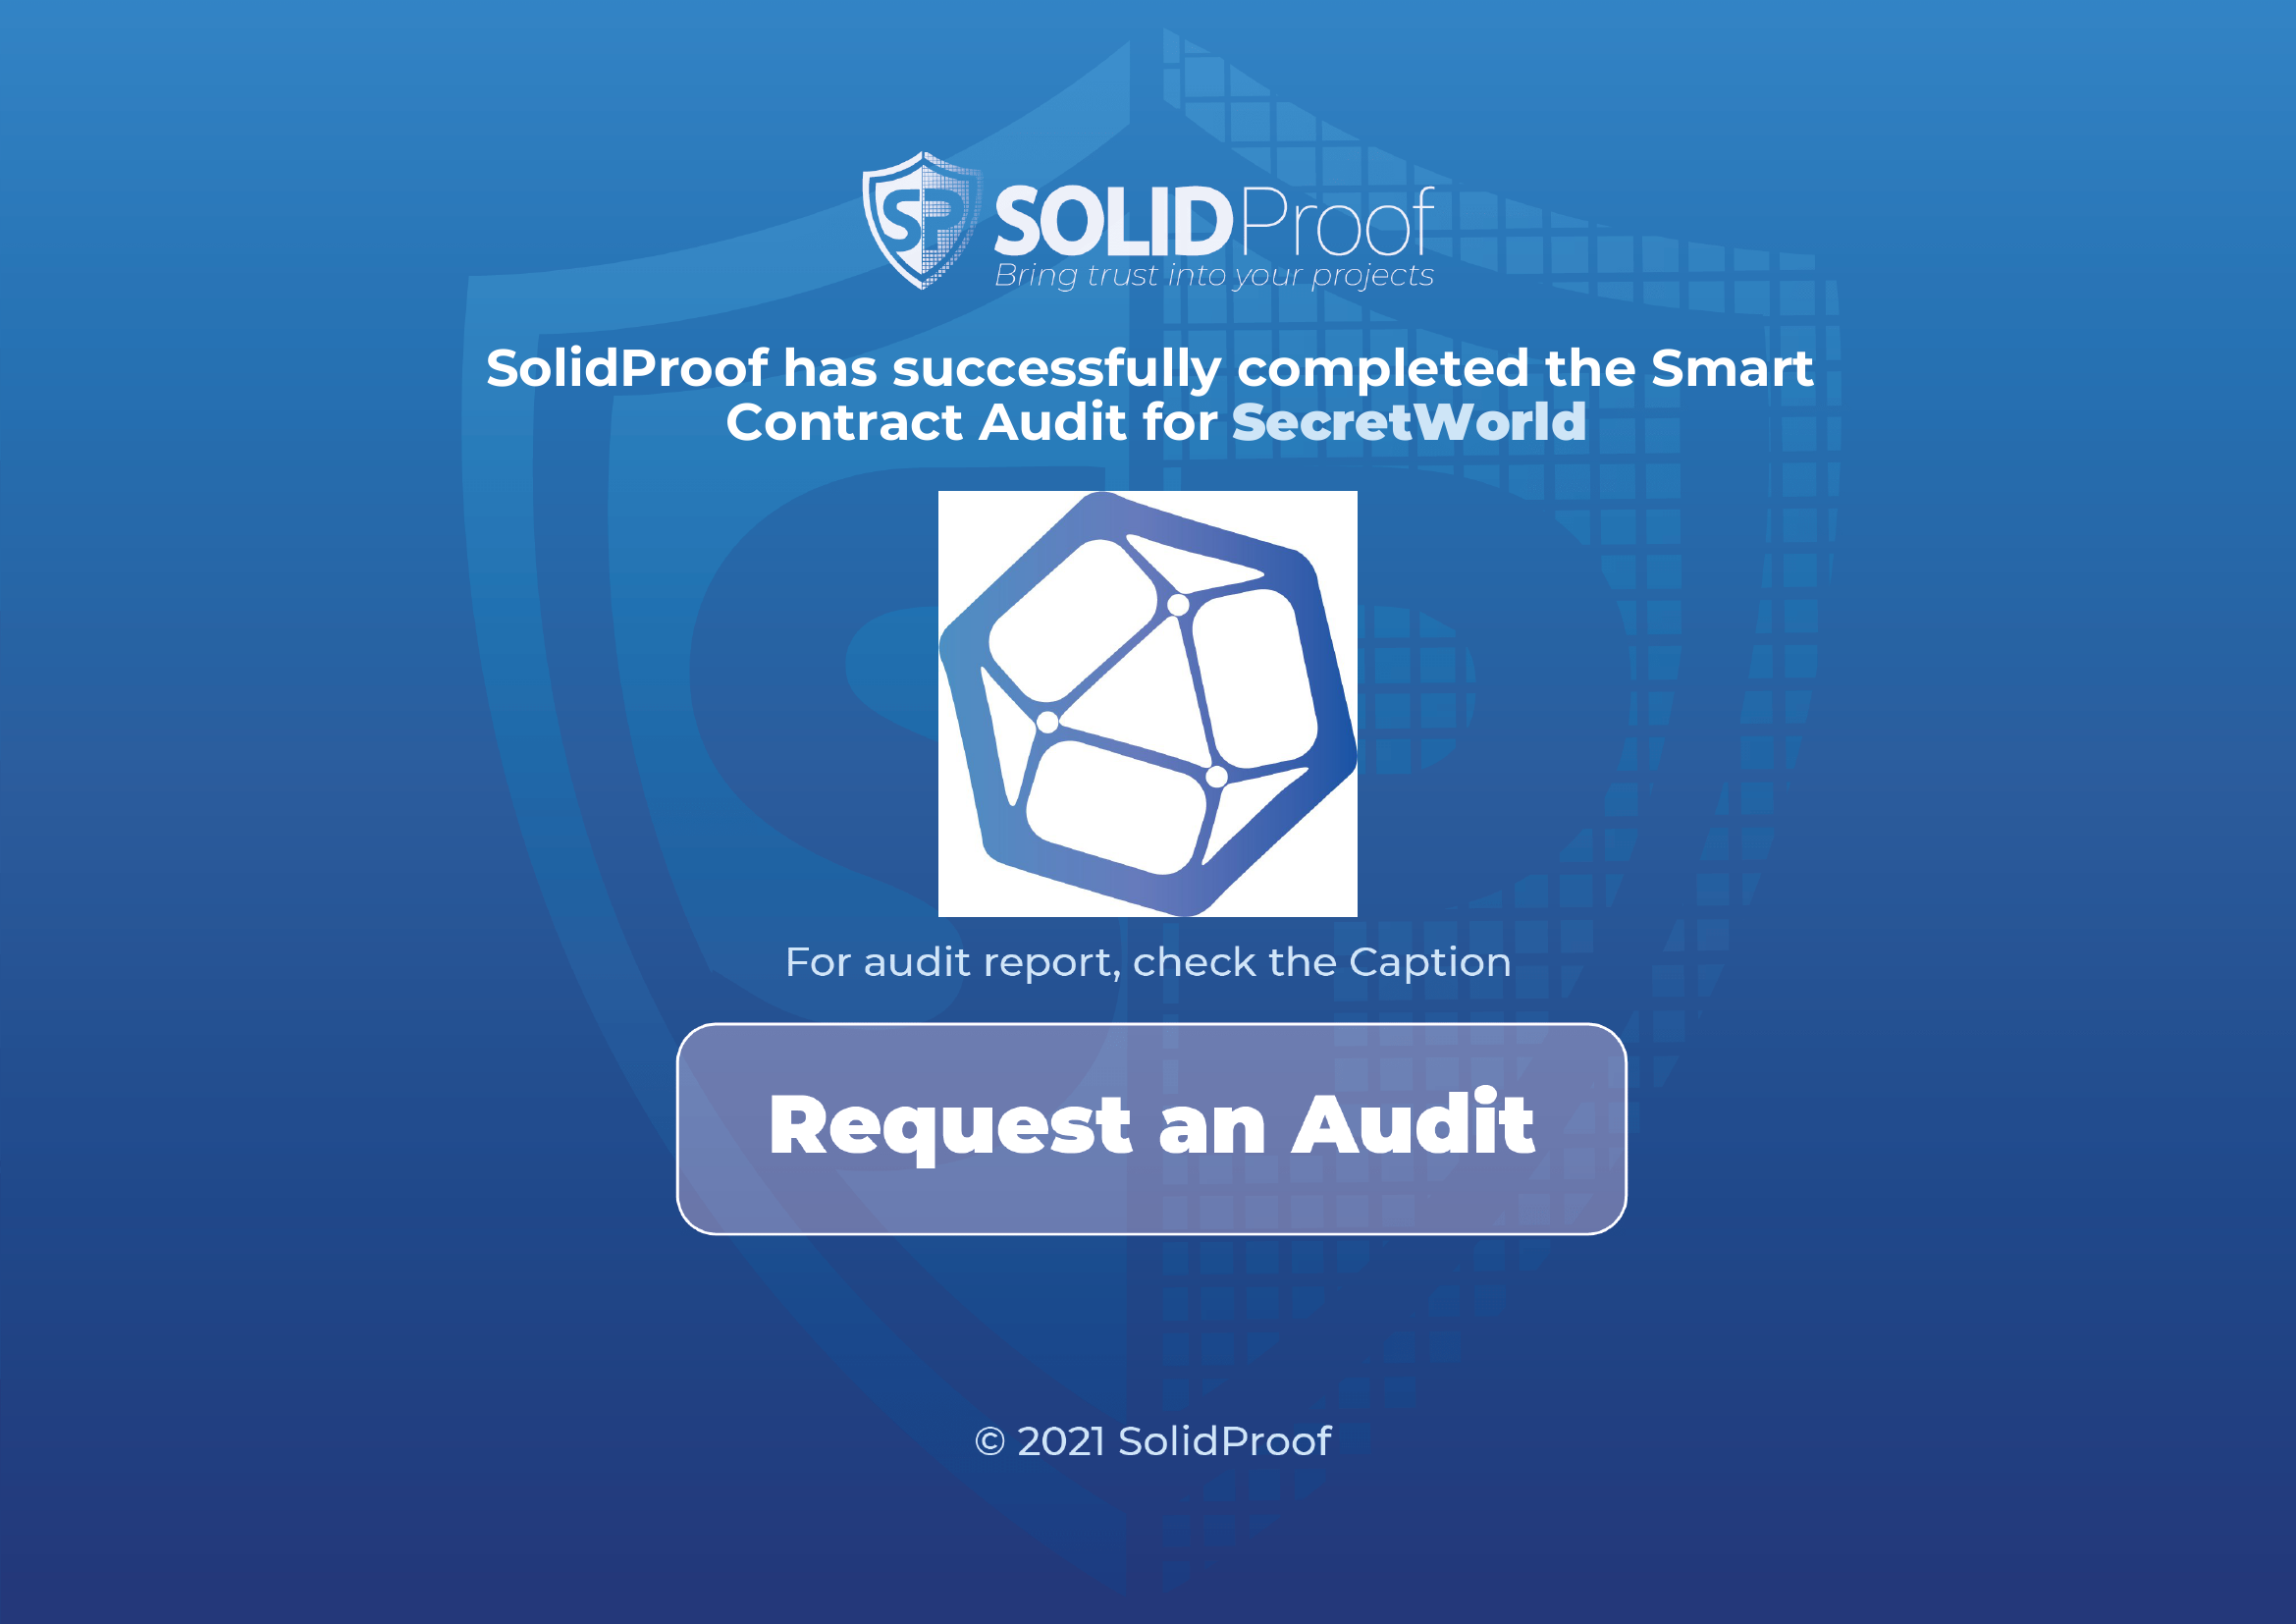 SP SOLIDProof
Bring trust into your projects
SolidProof has successfully completed the Smart
Contract Audit for SecretWorld
For audit report, check the Caption
Request an Audit
© 2021 SolidProof